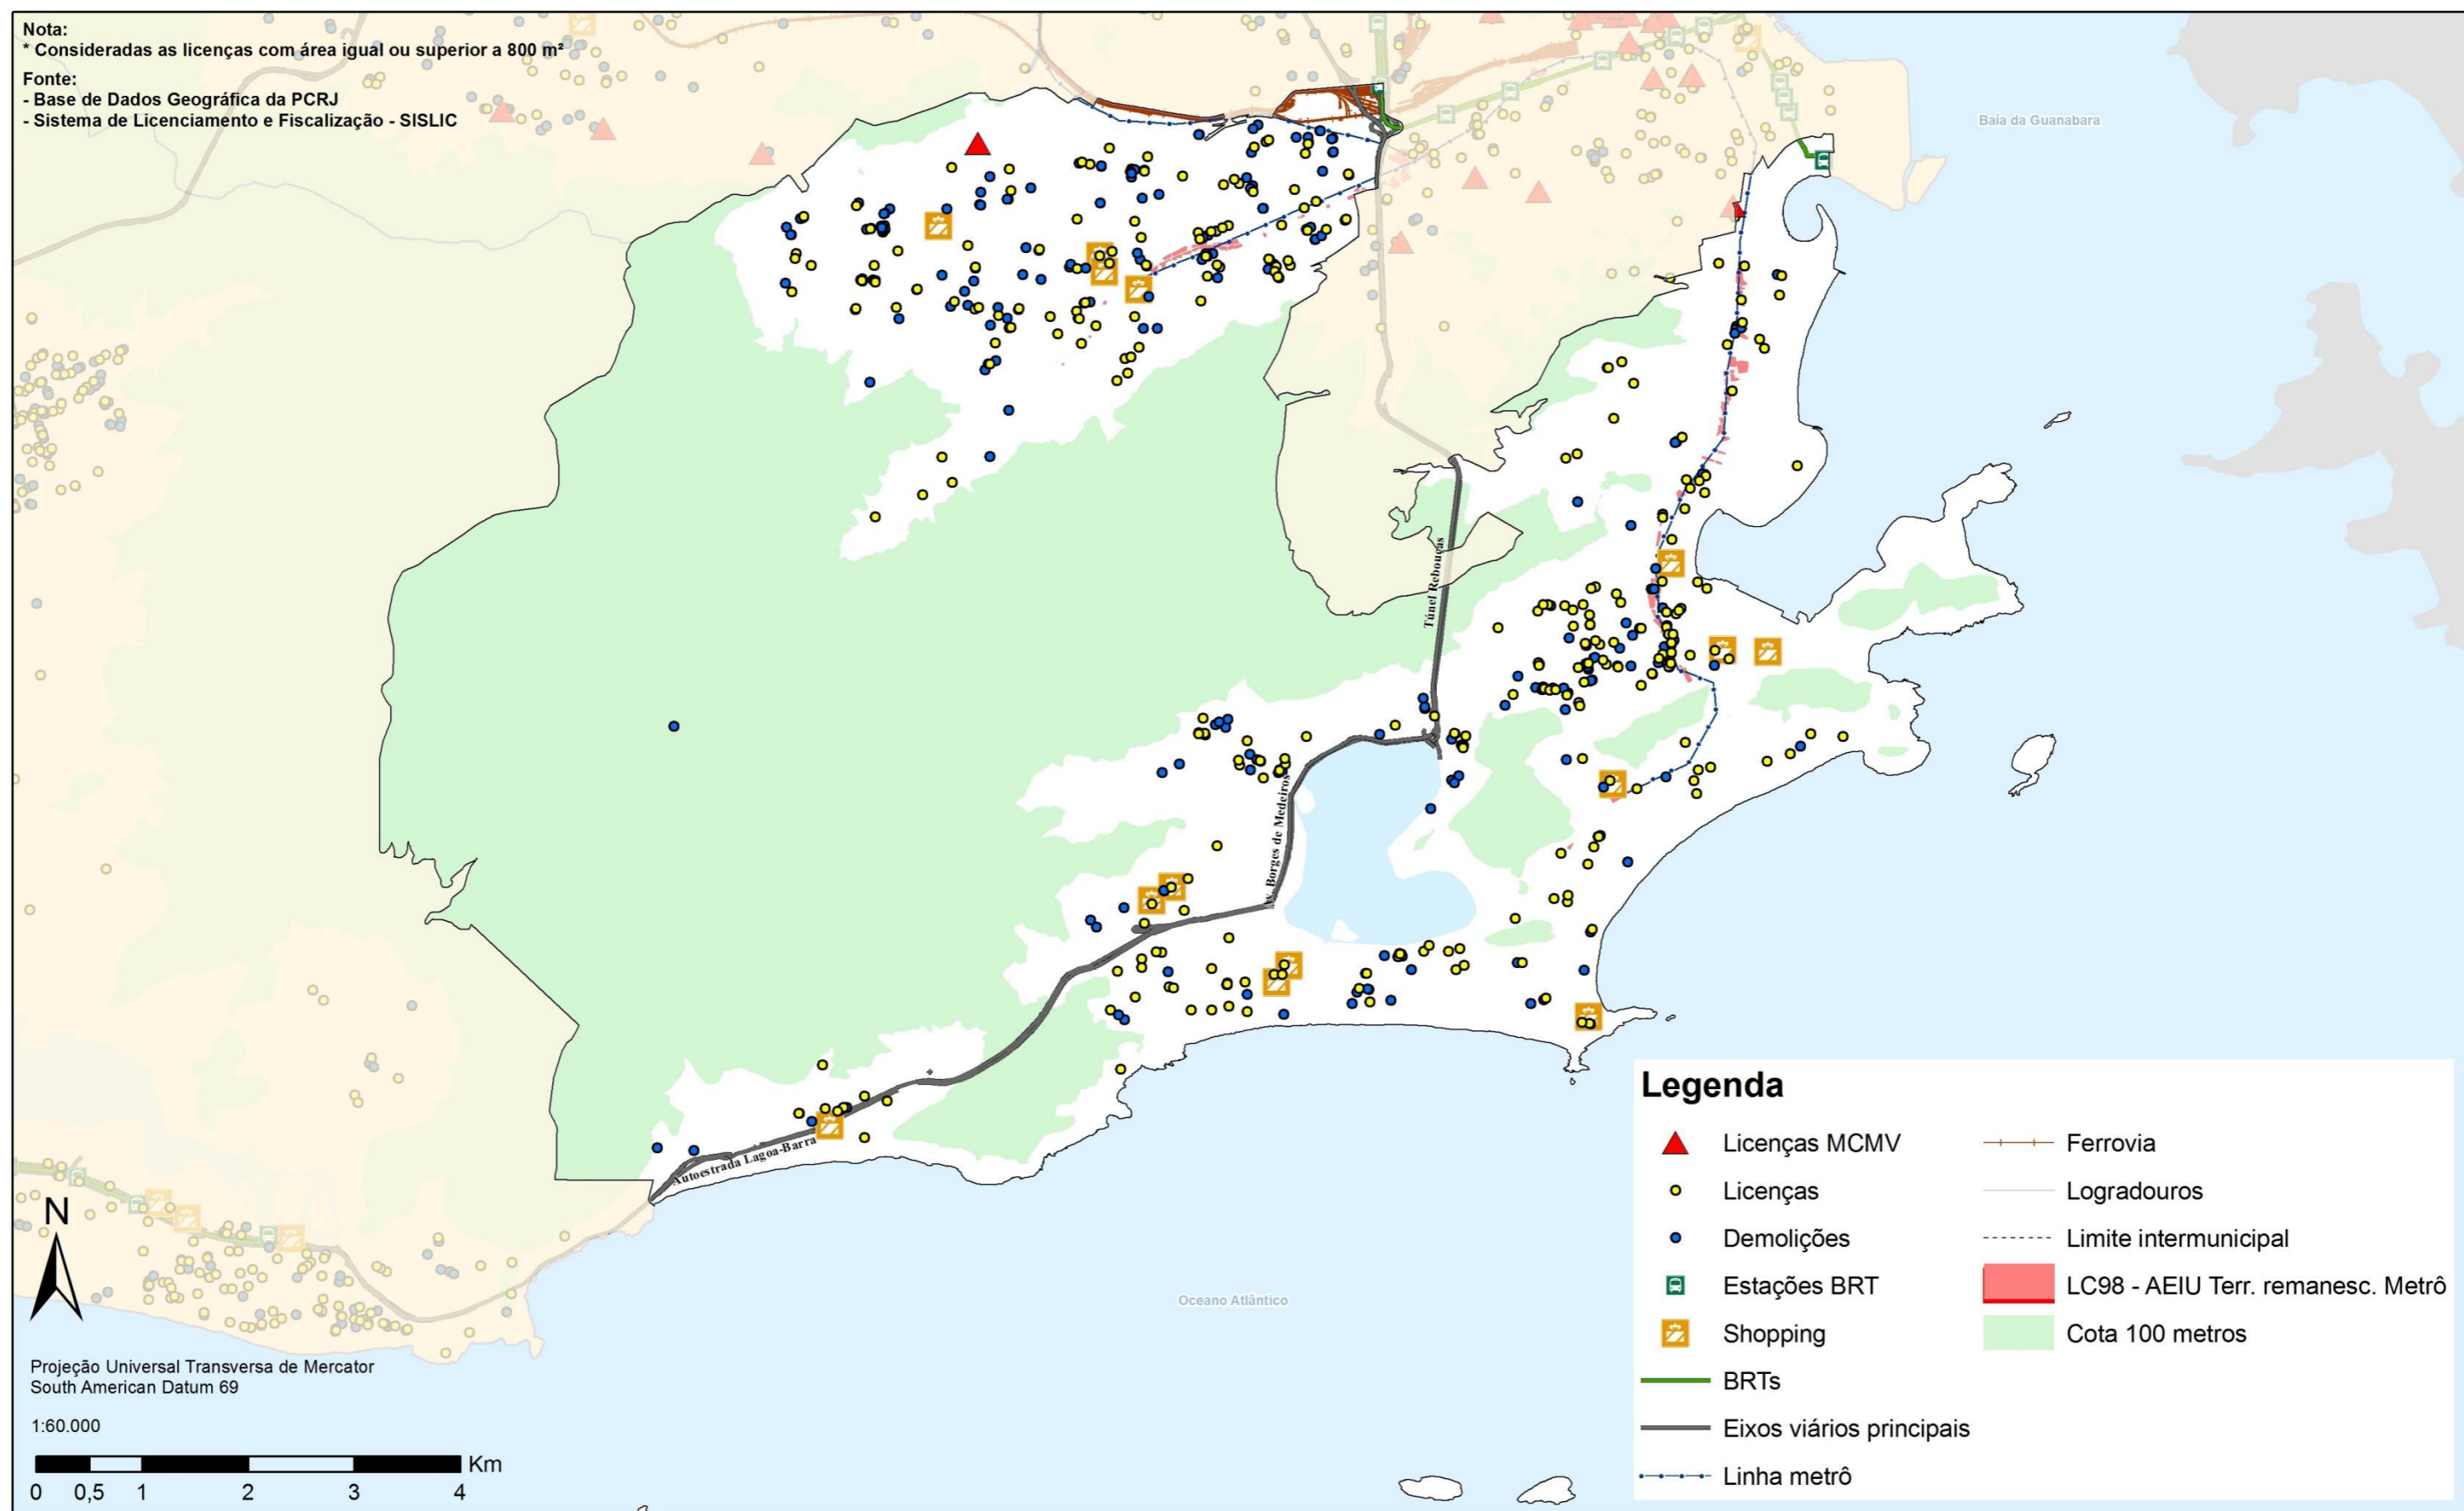 Nota:
* Consideradas as licenças com área igual ou superior a 800 m²
Fonte:
- Base de Dados Geográfica da PCRJ
- Sistema de Licenciamento e Fiscalização - SISLIC
Baía da Guanabara
Túnel Rebouças
Av. Borges de Medeiros
Autoestrada Lagoa-Barra
Oceano Atlântico
N
Projeção Universal Transversa de Mercator
South American Datum 69
1:60.000
Km
0 0,5 1 2 3 4
Legenda
Licenças MCMV
Licenças
Demolições
Estações BRT
Shopping
BRTs
Eixos viários principais
Linha metrô
Ferrovia
Logradouros
Limite intermunicipal
LC98 - AEIU Terr. remanesc. Metrô
Cota 100 metros